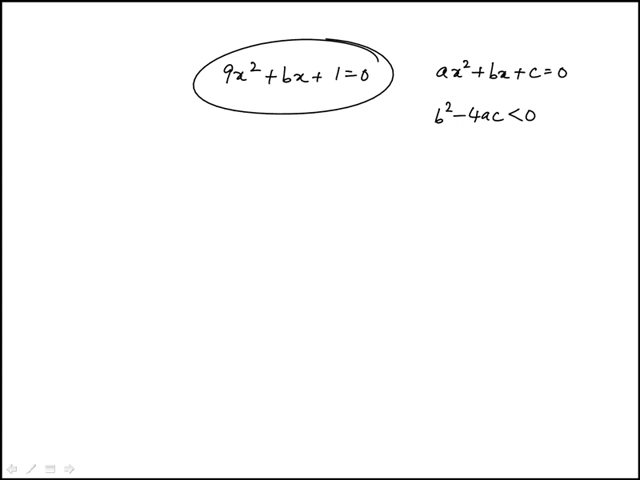 9x² + bx + 1 = 0
ax² + bx + c = 0
b² - 4ac < 0